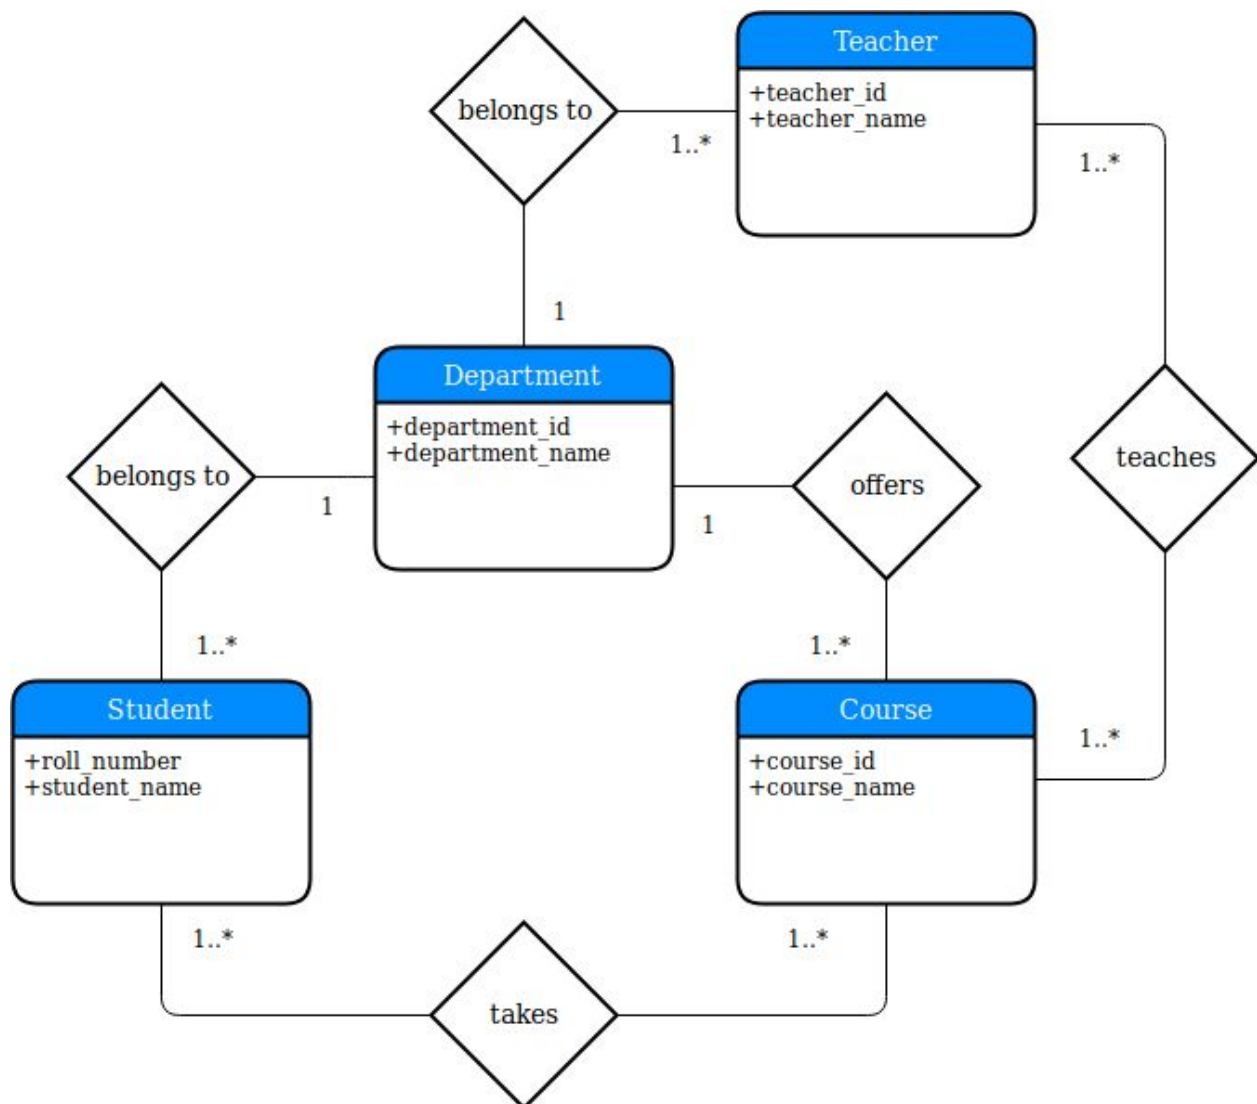 Teacher
belongs to
+teacher_id
+teacher_name
1..*
1..*
1
Department
+department_id
+department_name
belongs to
offers
teaches
1
1
1..*
1..*
Student
+roll_number
+student_name
Course
+course_id
+course_name
1..*
1..*
1..*
takes